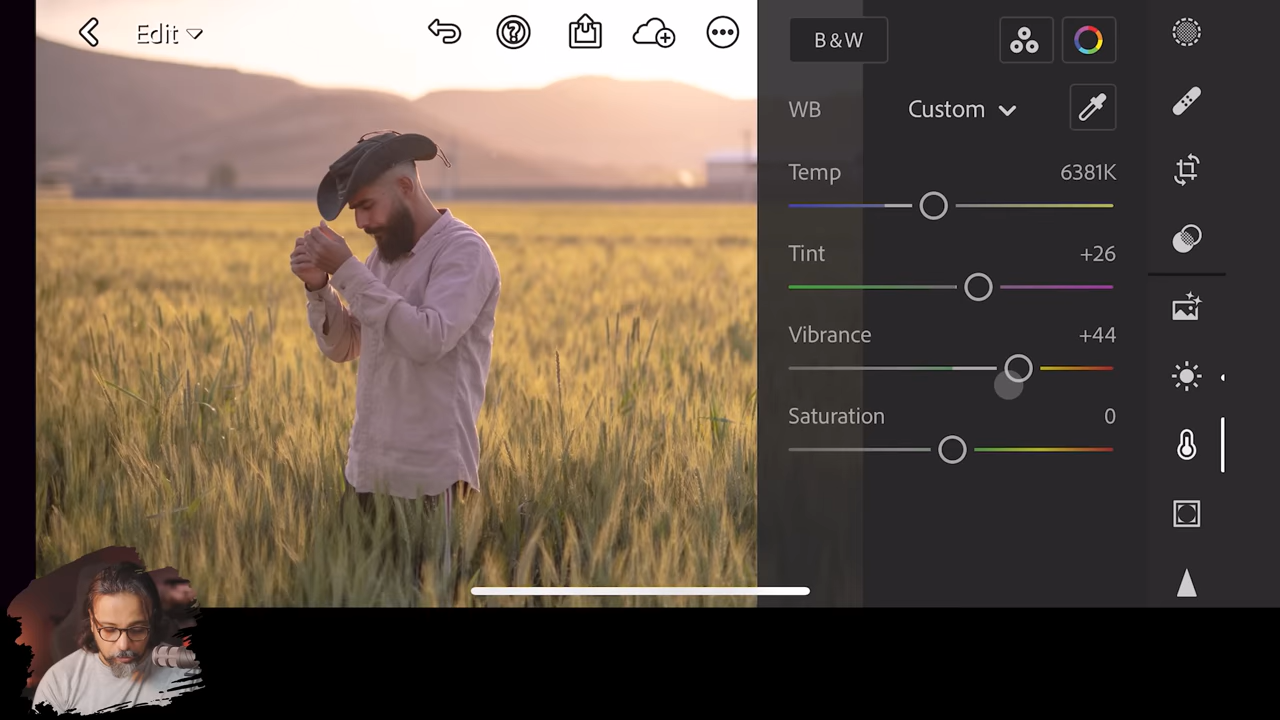 Edit
B&W
WB Custom
Temp 6381K
Tint +26
Vibrance +44
Saturation 0